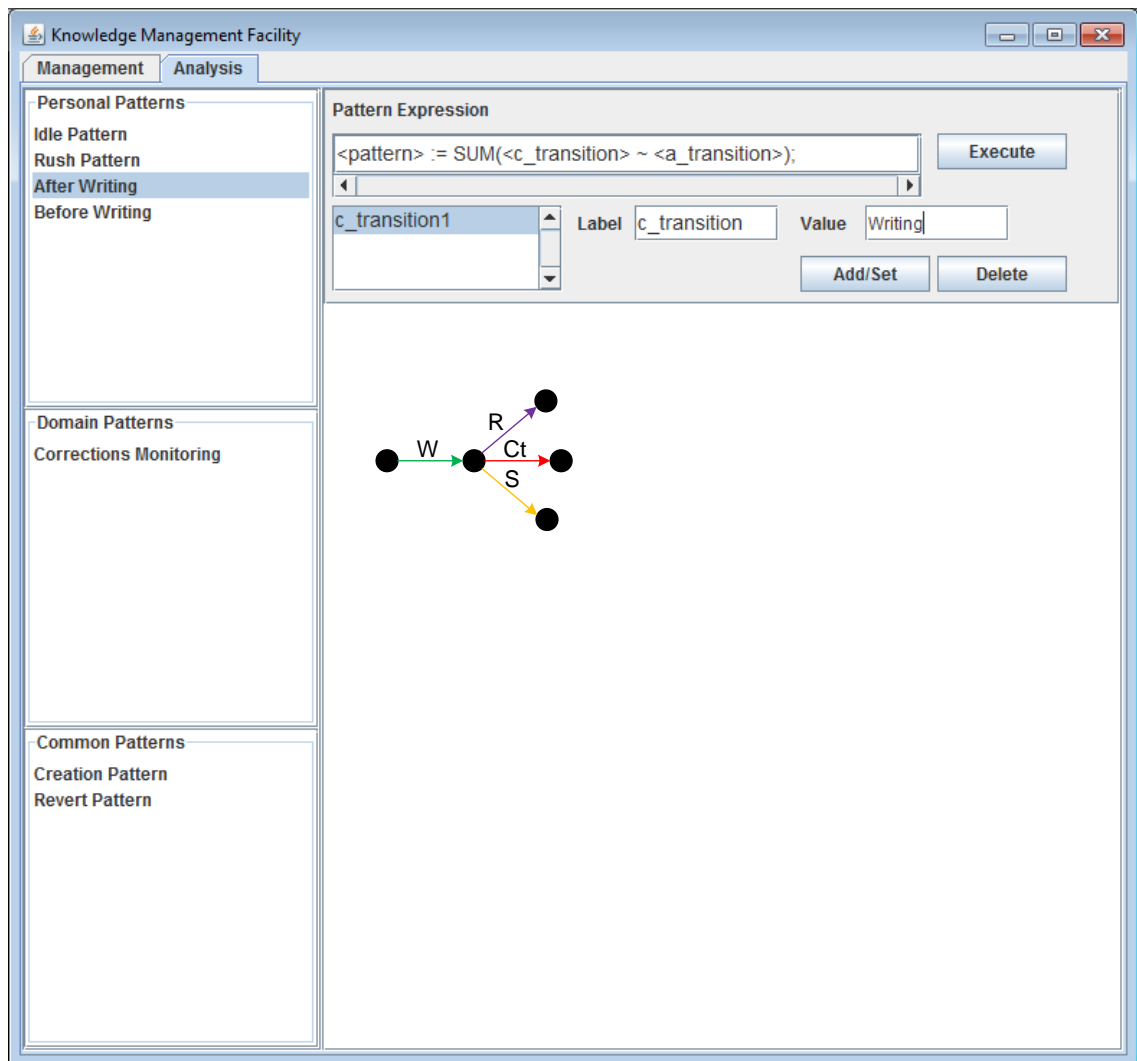 Knowledge Management Facility
Management Analysis
Personal Patterns
Idle Pattern
Rush Pattern
After Writing
Before Writing
Domain Patterns
Corrections Monitoring
Common Patterns
Creation Pattern
Revert Pattern
Pattern Expression
<pattern> := SUM(<c_transition> ~ <a_transition>);
Execute
c_transition1
Label c_transition Value Writing
Add/Set Delete
R
W Ct
S